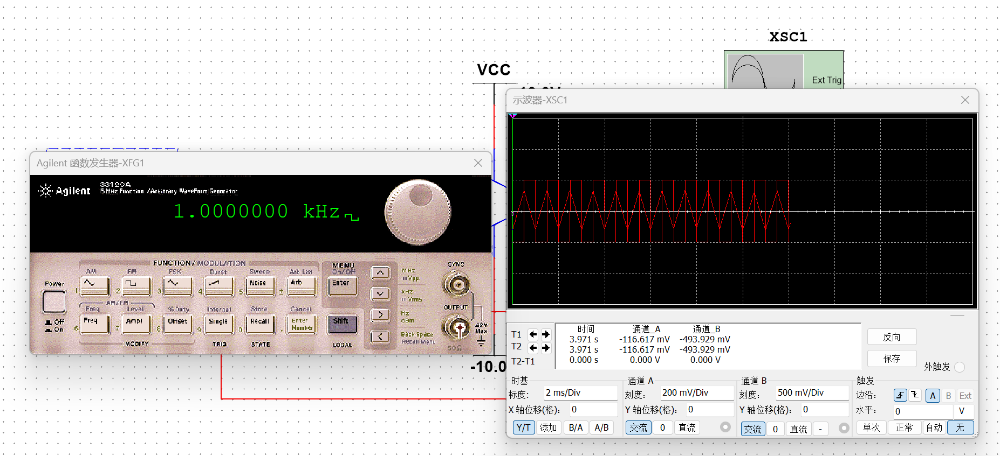 XSC1
VCC
Ext Trig
示波器-XSC1
Agilent 函数发生器-XFG1
33120A
Agilent 15 MHz Function / Arbitrary WaveForm Generator
1.0000000 kHz
FUNCTION / MODULATION
MENU
SYNC
AM FM FSK Burst Sweep Arb List On/Off
MHz
mVpp
Power
1 2 3 4 5 Noise ± Arb Enter
kHz
mVrms
AM/FM
OUTPUT
Freq Level %Duty Internal Store Cancel
Hz
dBm
Off
On
6 Freq 7 Ampl 8 Offset 9 Single 0 Recall . Enter Number Shift
42V Max
Back Space
Recall Menu
MODIFY TRIG STATE LOCAL
50Ω
-10.0
时间 通道_A 通道_B
T1 3.971 s -116.617 mV -493.929 mV
T2 3.971 s -116.617 mV -493.929 mV
T2-T1 0.000 s 0.000 V 0.000 V
反向
保存
外触发
时基 通道 A 通道 B 触发
标度： 2 ms/Div 刻度： 200 mV/Div 刻度： 500 mV/Div 边沿： A B Ext
X 轴位移(格)： 0 Y 轴位移(格)： 0 Y 轴位移(格)： 0 水平： 0 V
Y/T 添加 B/A A/B 交流 0 直流 交流 0 直流 - 单次 正常 自动 无